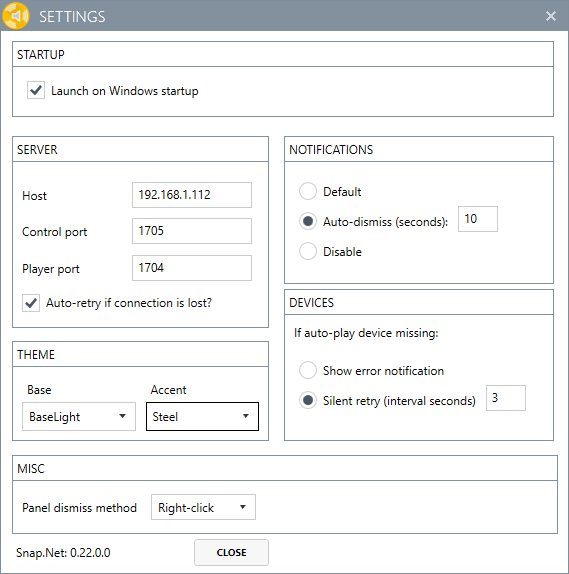 SETTINGS
STARTUP
Launch on Windows startup
SERVER
Host 192.168.1.112
Control port 1705
Player port 1704
Auto-retry if connection is lost?
NOTIFICATIONS
Default
Auto-dismiss (seconds): 10
Disable
DEVICES
If auto-play device missing:
Show error notification
Silent retry (interval seconds) 3
THEME
Base Accent
BaseLight Steel
MISC
Panel dismiss method Right-click
Snap.Net: 0.22.0.0 CLOSE